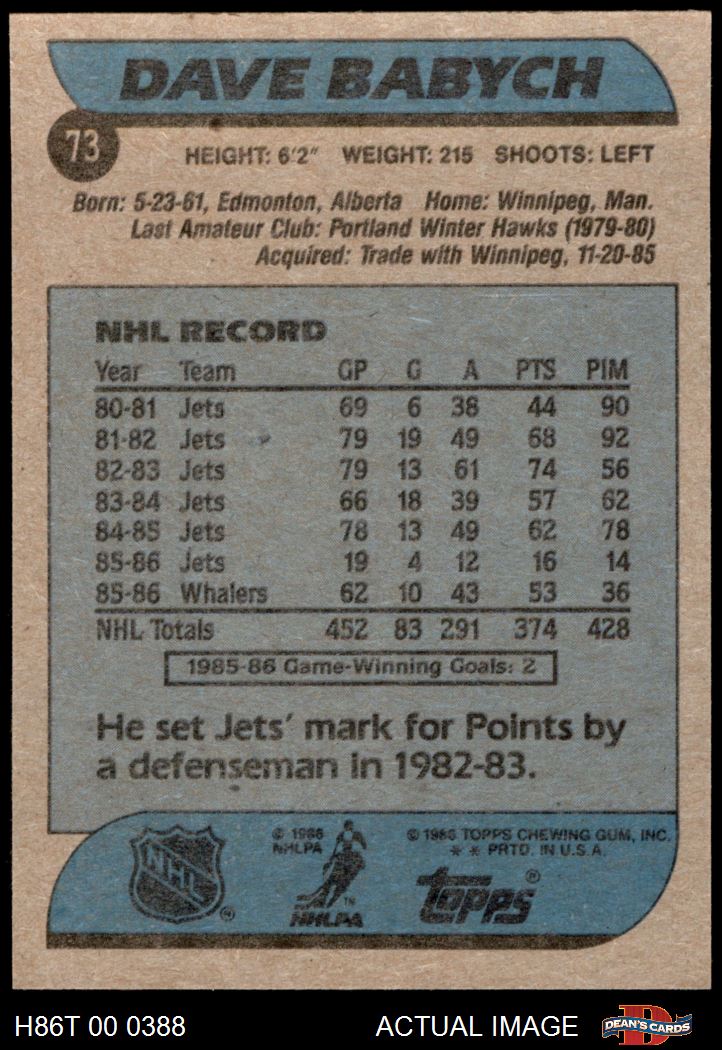 DAVE BABYCH
73
HEIGHT: 6'2" WEIGHT: 215 SHOOTS: LEFT
Born: 5-23-61, Edmonton, Alberta Home: Winnipeg, Man.
Last Amateur Club: Portland Winter Hawks (1979-80)
Acquired: Trade with Winnipeg, 11-20-85
NHL RECORD
Year Team GP G A PTS PIM
80-81 Jets 69 6 38 44 90
81-82 Jets 79 19 49 68 92
82-83 Jets 79 13 61 74 56
83-84 Jets 66 18 39 57 62
84-85 Jets 78 13 49 62 78
85-86 Jets 19 4 12 16 14
85-86 Whalers 62 10 43 53 36
NHL Totals 452 83 291 374 428
1985-86 Game-Winning Goals: 2
He set Jets' mark for Points by
a defenseman in 1982-83.
NHL ®
© 1986
NHLPA
TM
NHLPA
© 1986 TOPPS CHEWING GUM, INC.
* * PRTD. IN U.S.A.
Topps ®
H86T 00 0388 ACTUAL IMAGE
D
DEAN'S CARDS